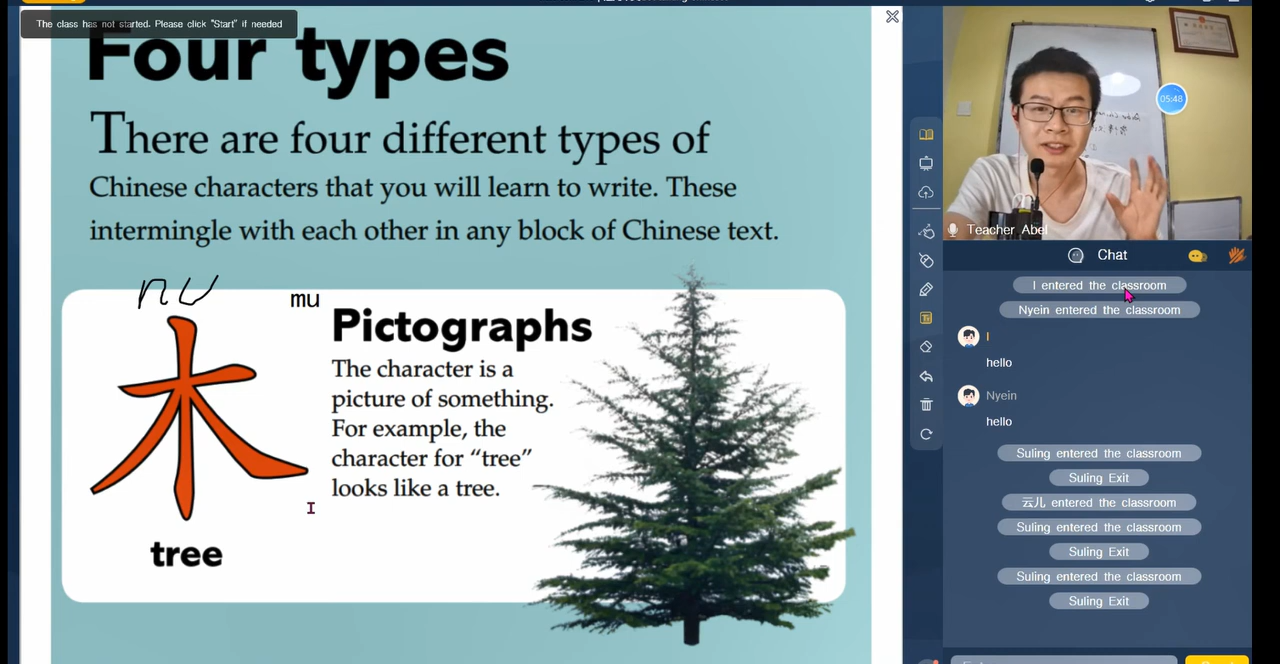 The class has not started. Please click "Start" if needed
Four types
There are four different types of
Chinese characters that you will learn to write. These
intermingle with each other in any block of Chinese text.
mu
木
Pictographs
The character is a
picture of something.
For example, the
character for “tree”
looks like a tree.
tree
05:48
Teacher Abel
Chat
I entered the classroom
Nyein entered the classroom
I
hello
Nyein
hello
Suling entered the classroom
Suling Exit
云儿 entered the classroom
Suling entered the classroom
Suling Exit
Suling entered the classroom
Suling Exit